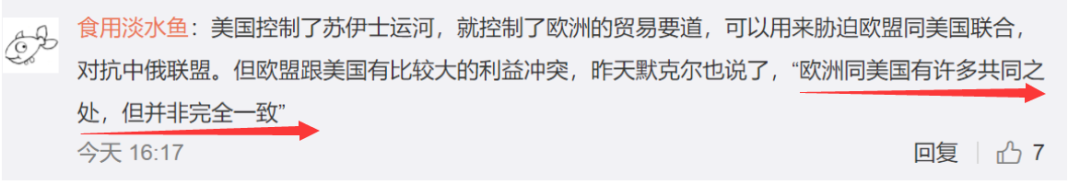 食用淡水鱼：美国控制了苏伊士运河，就控制了欧洲的贸易要道，可以用来胁迫欧盟同美国联合，
对抗中俄联盟。但欧盟跟美国有比较大的利益冲突，昨天默克尔也说了，“欧洲同美国有许多共同之
处，但并非完全一致”
今天 16:17 回复 7